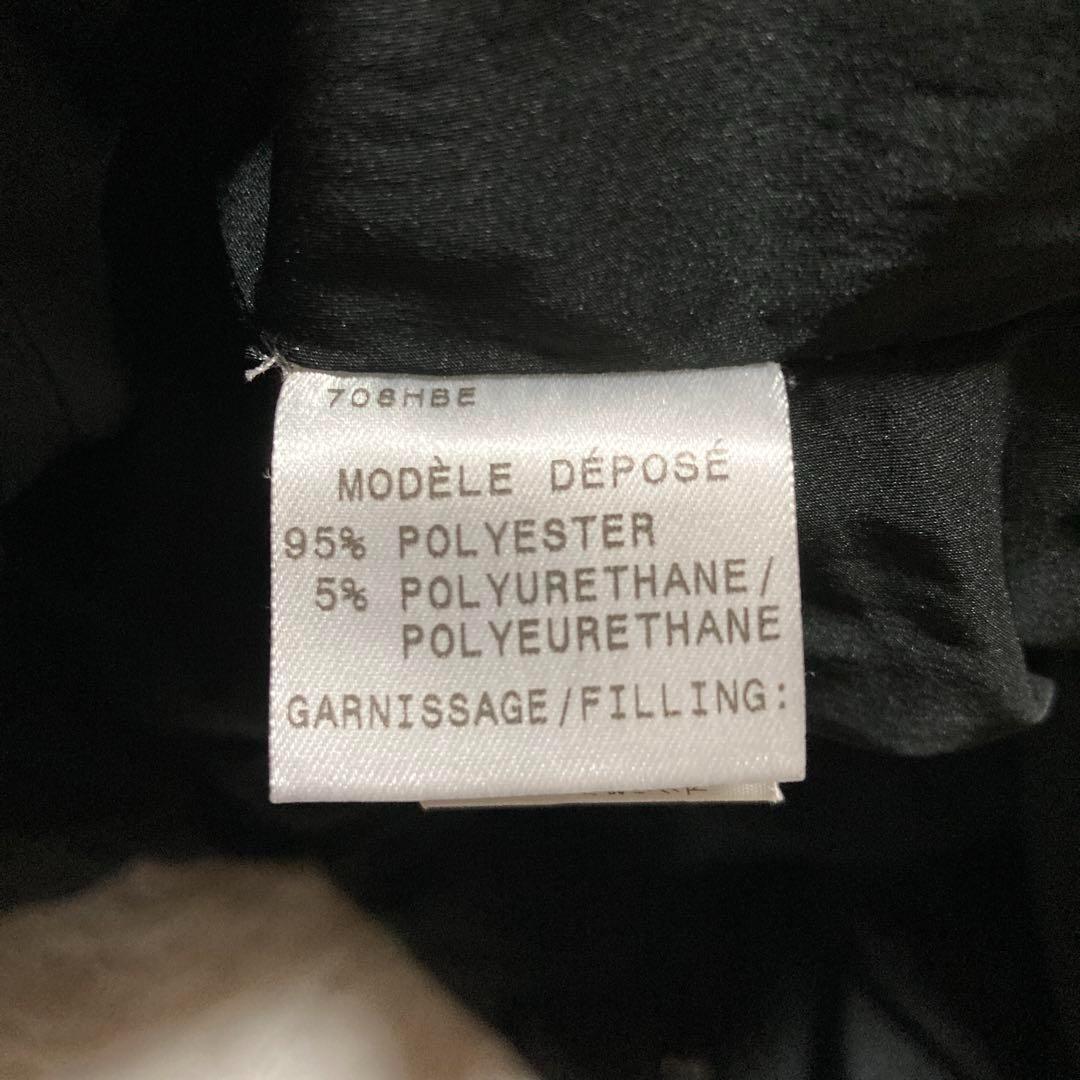 708HBE
MODÈLE DÉPOSÉ
95% POLYESTER
5% POLYURETHANE/
POLYEURETHANE
GARNISSAGE/FILLING: